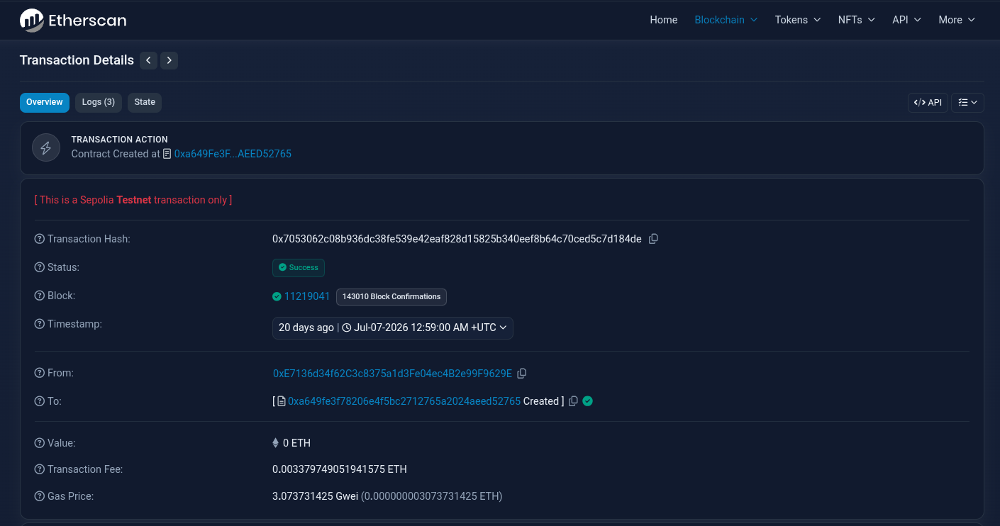 Etherscan
Home Blockchain Tokens NFTs API More
Transaction Details
Overview Logs (3) State </> API
TRANSACTION ACTION
Contract Created at 0xa649Fe3F...AEED52765
[ This is a Sepolia Testnet transaction only ]
Transaction Hash: 0x7053062c08b936dc38fe539e42eaf828d15825b340eef8b64c70ced5c7d184de
Status: Success
Block: 11219041 143010 Block Confirmations
Timestamp: 20 days ago | Jul-07-2026 12:59:00 AM +UTC
From: 0xE7136d34f62C3c8375a1d3Fe04ec4B2e99F9629E
To: [ 0xa649fe3f78206e4f5bc2712765a2024aeed52765 Created ]
Value: 0 ETH
Transaction Fee: 0.003379749051941575 ETH
Gas Price: 3.073731425 Gwei (0.000000003073731425 ETH)